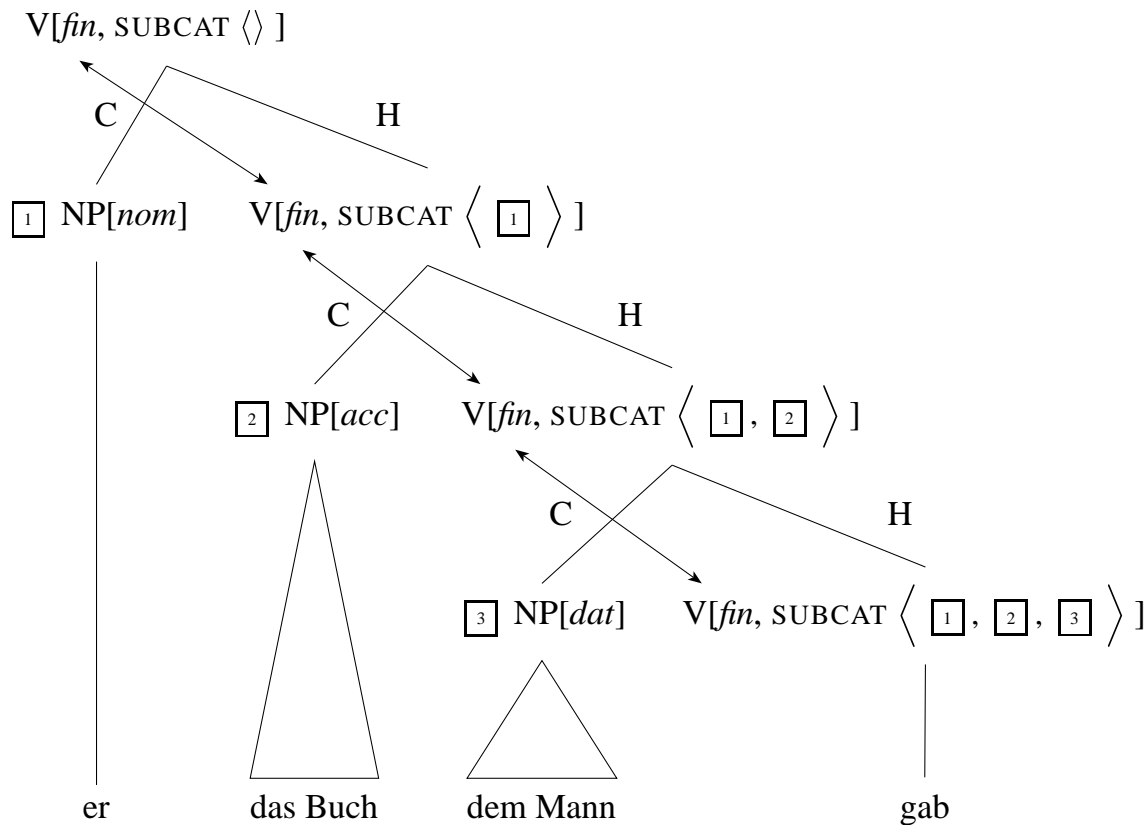 V[fin, SUBCAT ⟨⟩ ]
C H
1 NP[nom] V[fin, SUBCAT ⟨ 1 ⟩ ]
C H
2 NP[acc] V[fin, SUBCAT ⟨ 1 , 2 ⟩ ]
C H
3 NP[dat] V[fin, SUBCAT ⟨ 1 , 2 , 3 ⟩ ]
er das Buch dem Mann gab